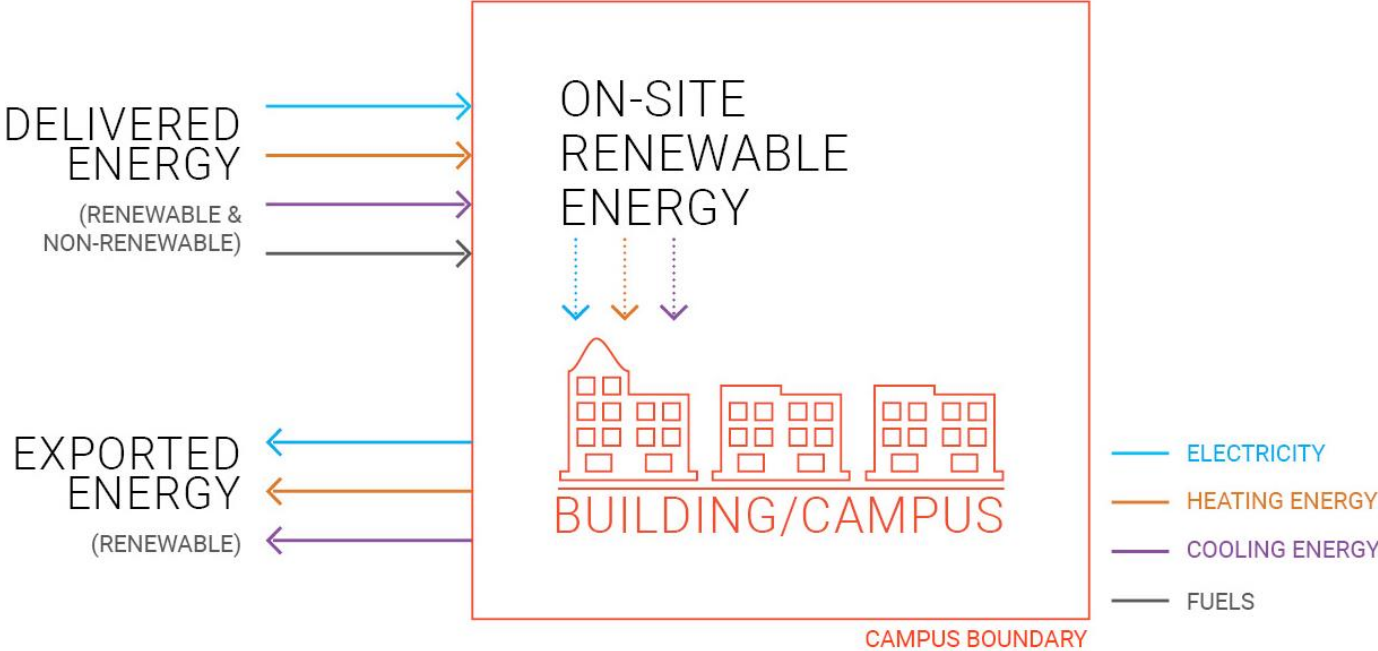 DELIVERED
ENERGY
(RENEWABLE &
NON-RENEWABLE)
ON-SITE
RENEWABLE
ENERGY
EXPORTED
ENERGY
(RENEWABLE)
BUILDING/CAMPUS
ELECTRICITY
HEATING ENERGY
COOLING ENERGY
FUELS
CAMPUS BOUNDARY